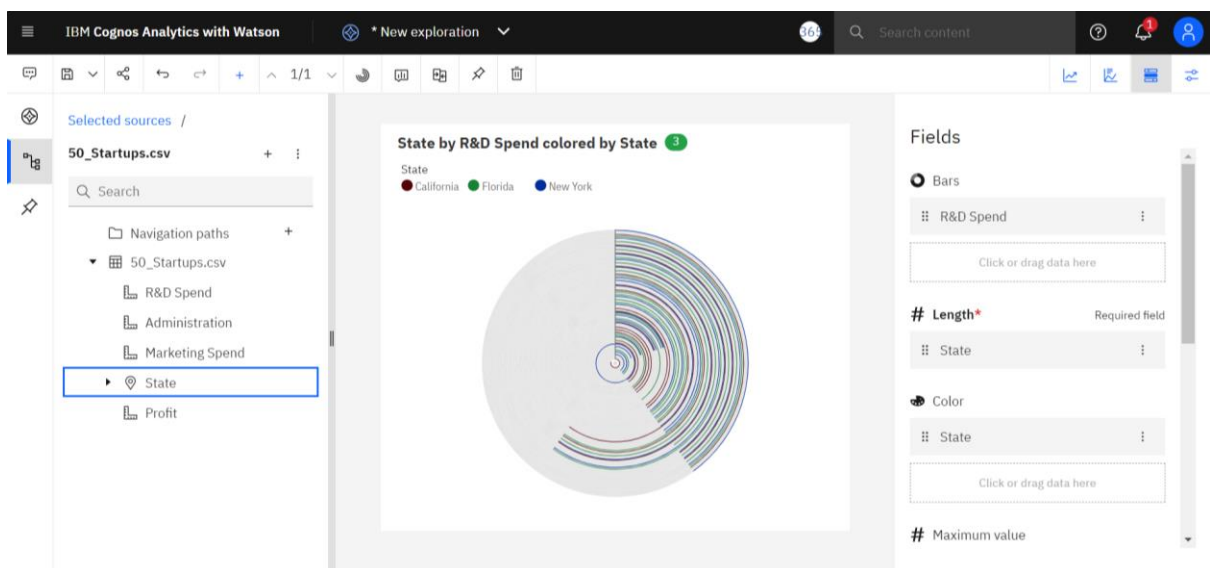 IBM Cognos Analytics with Watson
* New exploration
Search content
1
1/1
Selected sources /
50_Startups.csv
Search
Navigation paths
50_Startups.csv
R&D Spend
Administration
Marketing Spend
State
Profit
State by R&D Spend colored by State 3
State
California Florida New York
Fields
Bars
R&D Spend
Click or drag data here
# Length* Required field
State
Color
State
Click or drag data here
# Maximum value